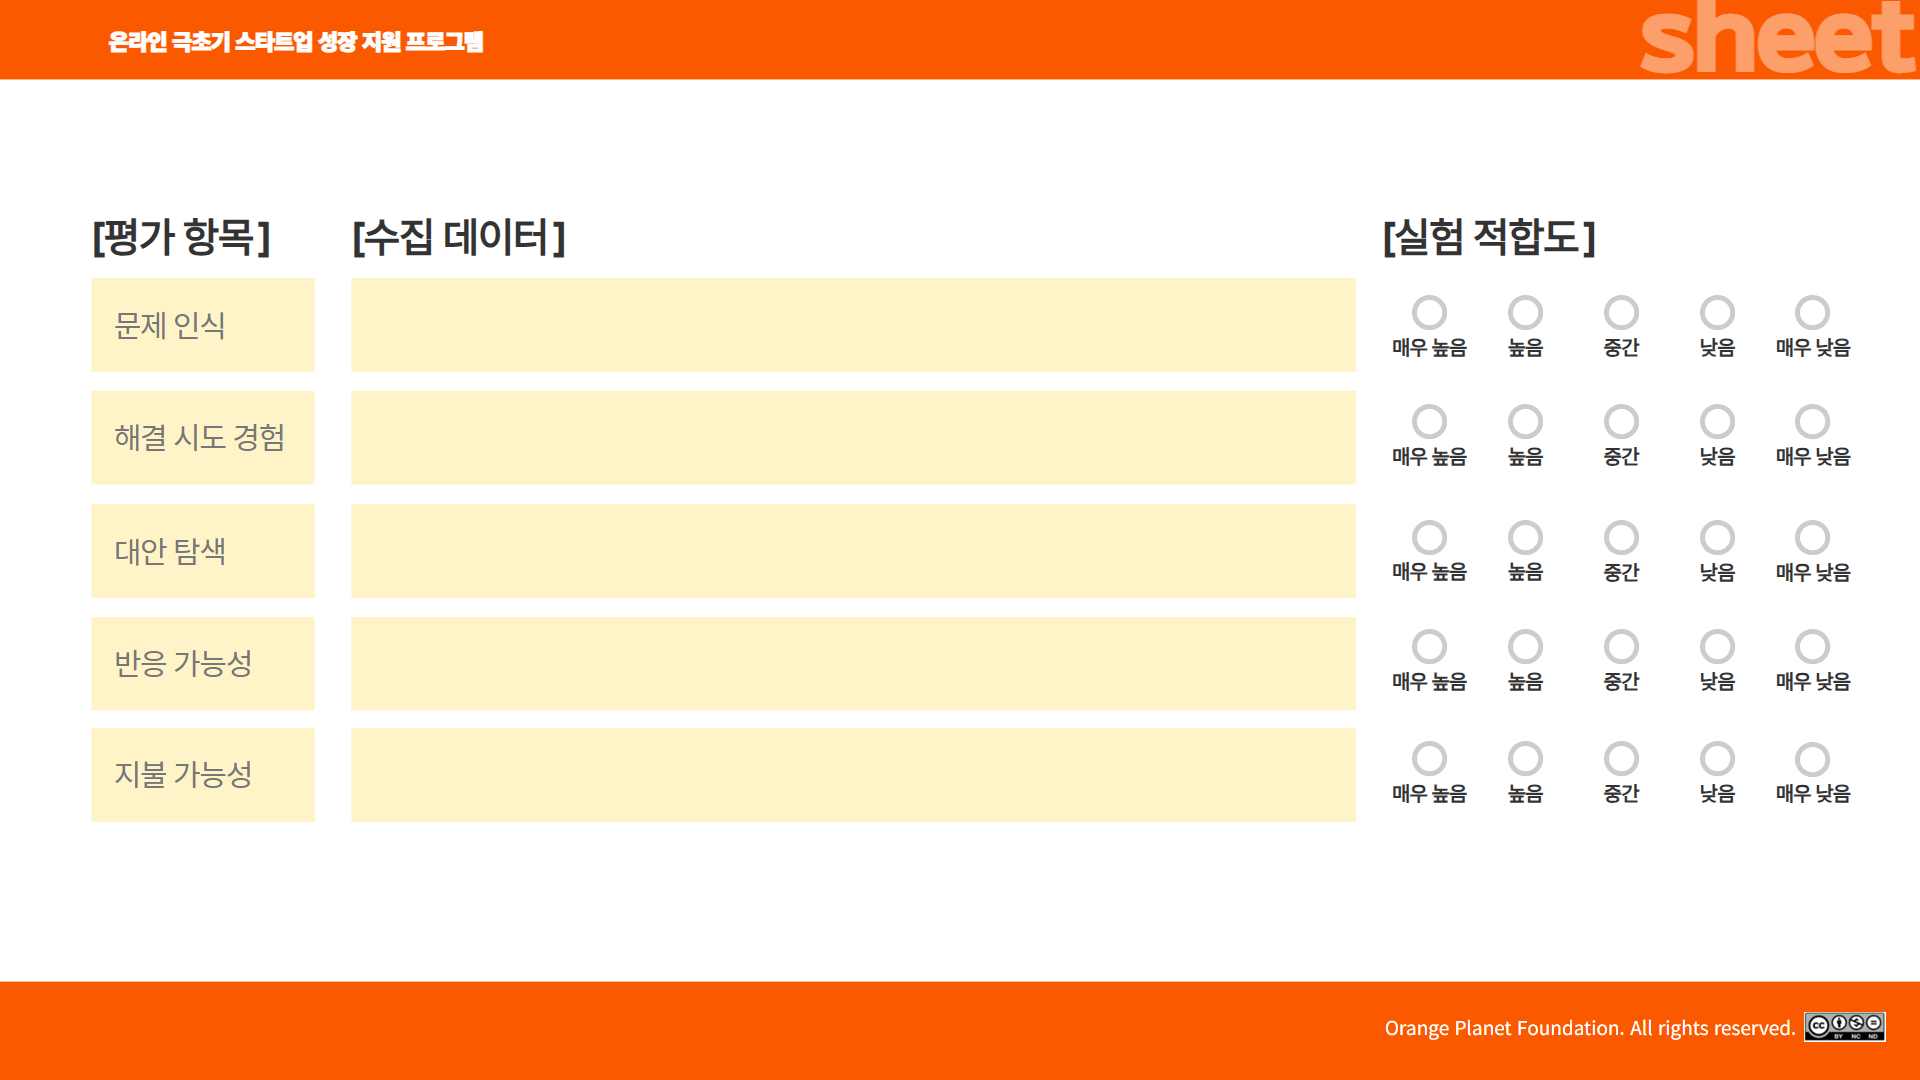 온라인 극초기 스타트업 성장 지원 프로그램
sheet
[평가 항목] [수집 데이터] [실험 적합도]
문제 인식
매우 높음 높음 중간 낮음 매우 낮음
해결 시도 경험
매우 높음 높음 중간 낮음 매우 낮음
대안 탐색
매우 높음 높음 중간 낮음 매우 낮음
반응 가능성
매우 높음 높음 중간 낮음 매우 낮음
지불 가능성
매우 높음 높음 중간 낮음 매우 낮음
Orange Planet Foundation. All rights reserved.
cc BY NC ND